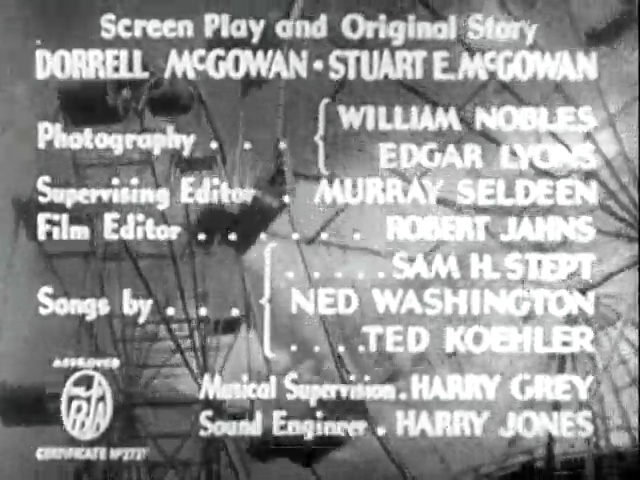 Screen Play and Original Story
DORRELL McGOWAN • STUART E. McGOWAN
Photography . . . { WILLIAM NOBLES
EDGAR LYONS
Supervising Editor . MURRAY SELDEEN
Film Editor . . . . . . ROBERT JAHNS
. . . . . SAM H. STEPT
Songs by . . . { NED WASHINGTON
. . . . TED KOEHLER
Musical Supervision . HARRY GREY
Sound Engineer . HARRY JONES
APPROVED
CERTIFICATE Nº